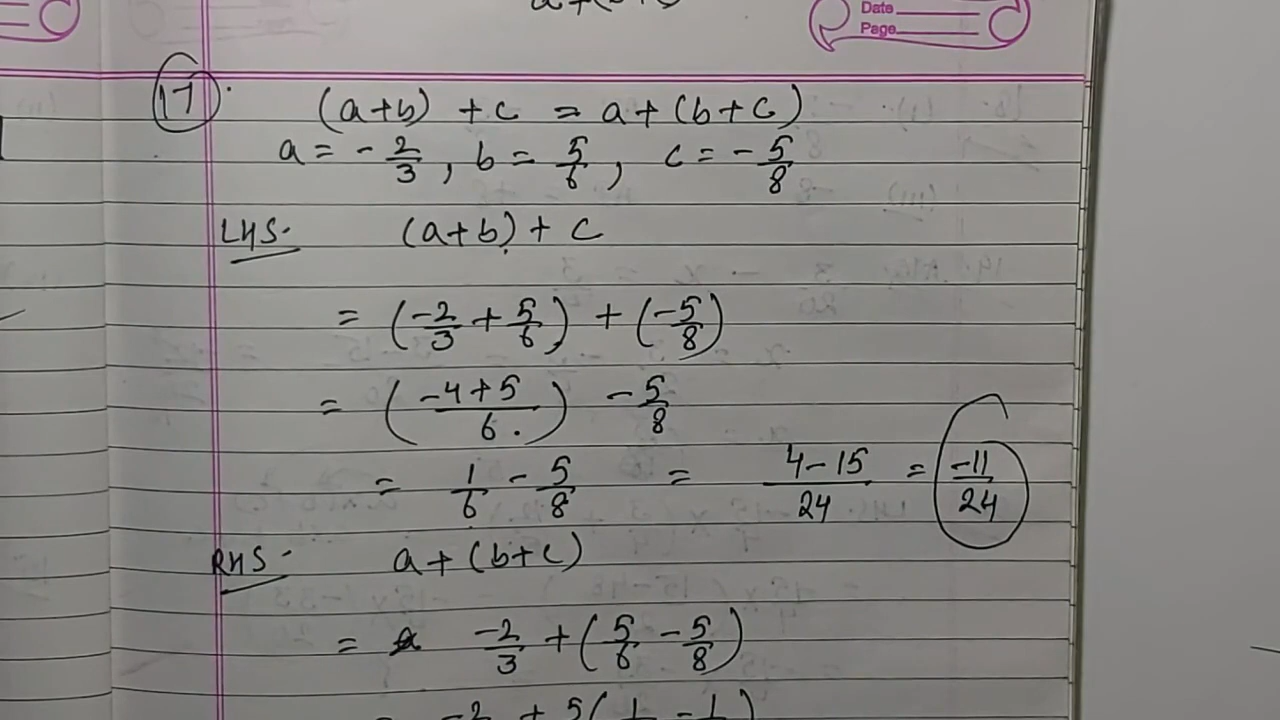 Date
Page
17.
(a+b) + c = a+(b+c)
a = -2/3, b = 5/6, c = -5/8
LHS. (a+b)+c
= (-2/3 + 5/6) + (-5/8)
= (-4+5/6.) -5/8
= 1/6 - 5/8 = 4-15/24 = -11/24
RHS. a+(b+c)
= -2/3 + (5/6 - 5/8)